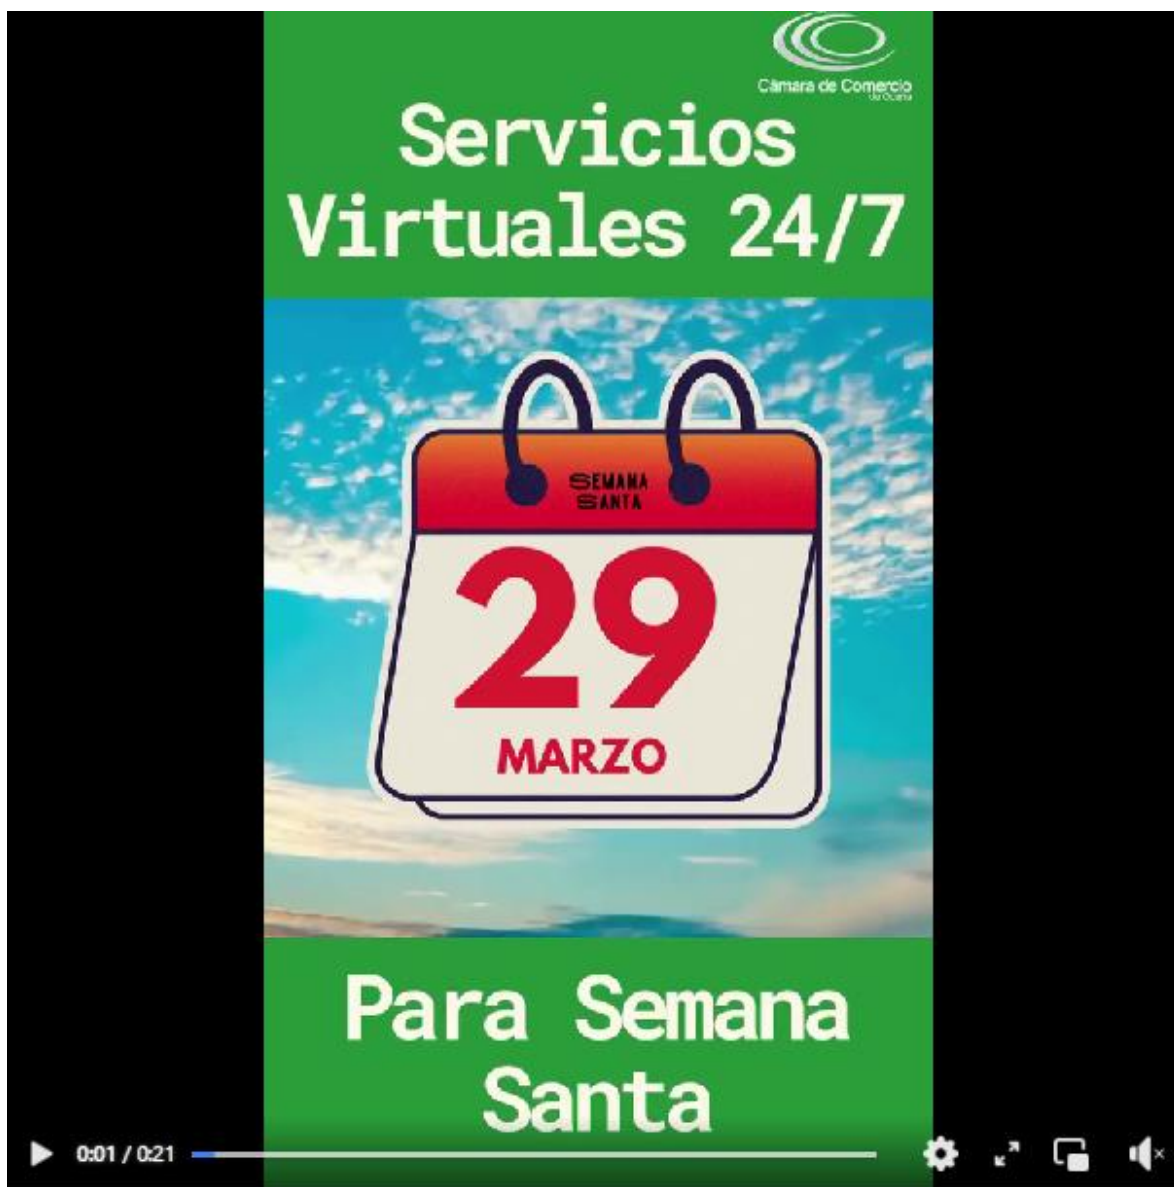 Cámara de Comercio
Servicios
Virtuales 24/7
SEMANA
SANTA
29
MARZO
Para Semana
Santa
0:01 / 0:21